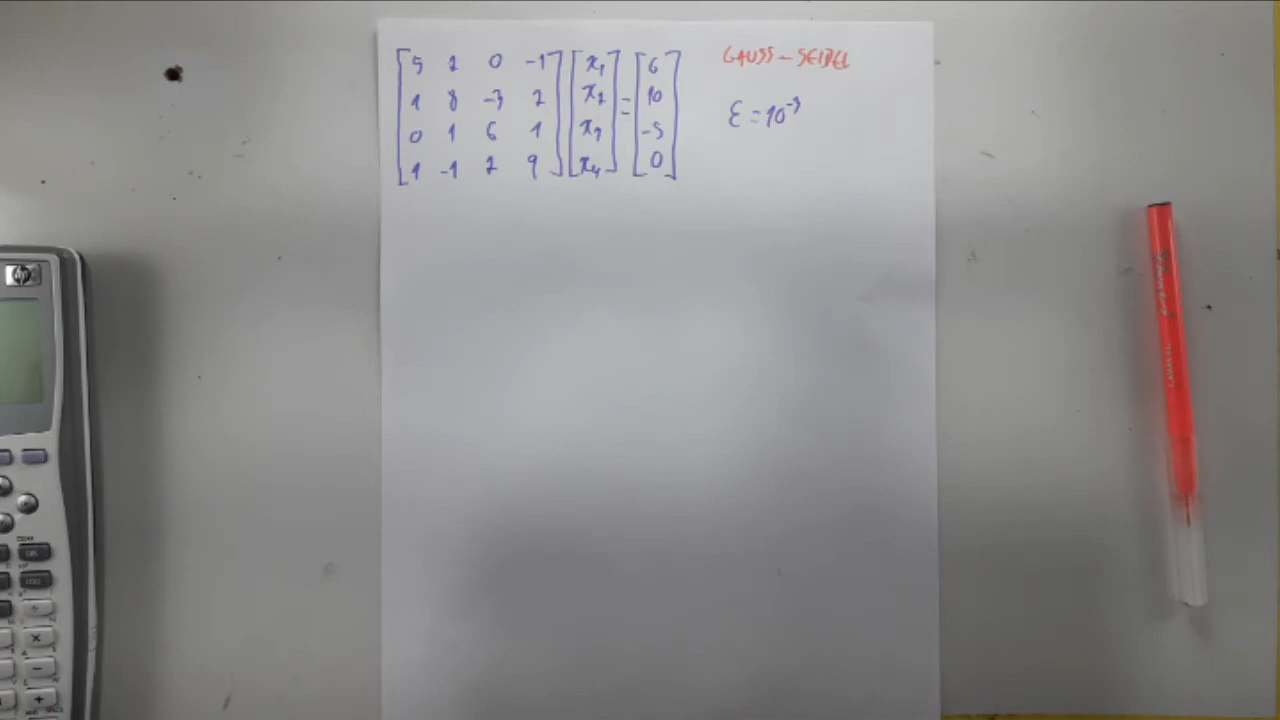 [5 2 0 -1] [x₁] = [6] GAUSS-SEIDEL
[1 8 -3 2] [x₂] [10] ε = 10⁻³
[0 1 6 1] [x₃] [-5]
[1 -1 2 9] [x₄] [0]
hp